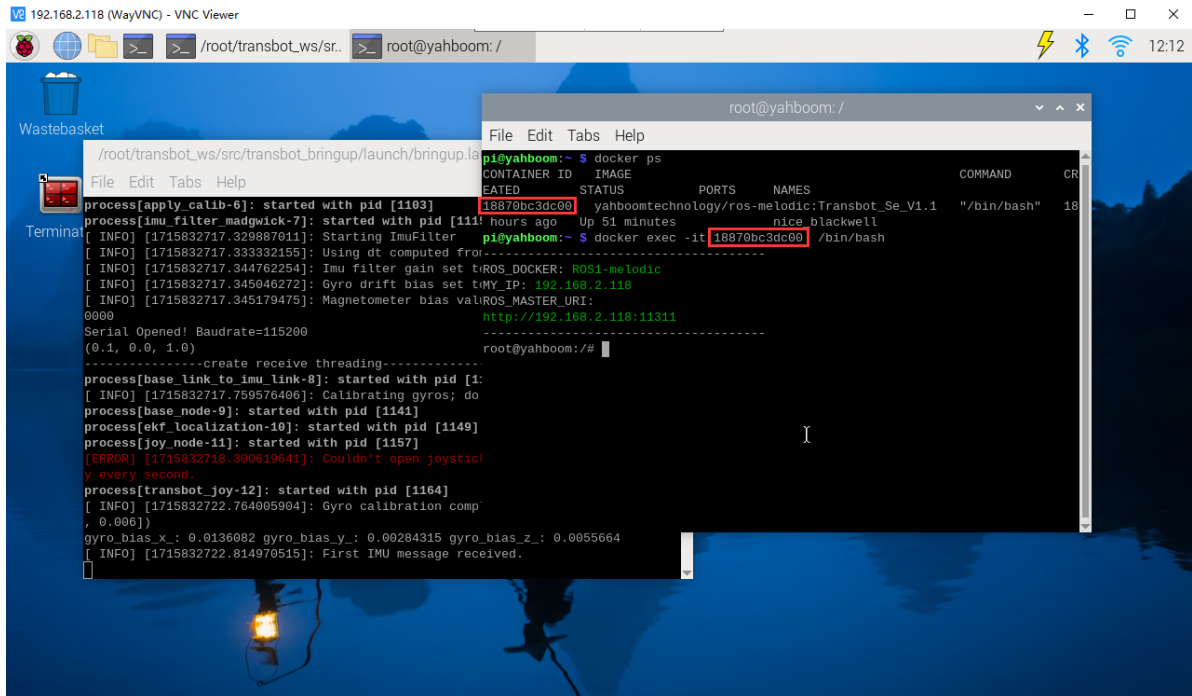 192.168.2.118 (WayVNC) - VNC Viewer
/root/transbot_ws/sr..
root@yahboom: /
12:12
Wastebasket
Terminat
root@yahboom: /
File Edit Tabs Help
pi@yahboom:~ $ docker ps
CONTAINER ID IMAGE COMMAND CR
EATED STATUS PORTS NAMES
18870bc3dc00 yahboomtechnology/ros-melodic:Transbot_Se_V1.1 "/bin/bash" 18
hours ago Up 51 minutes nice_blackwell
pi@yahboom:~ $ docker exec -it 18870bc3dc00 /bin/bash
---------------------------------------
ROS_DOCKER: ROS1-melodic
MY_IP: 192.168.2.118
ROS_MASTER_URI:
http://192.168.2.118:11311
---------------------------------------
root@yahboom:/#
/root/transbot_ws/src/transbot_bringup/launch/bringup.la
File Edit Tabs Help
process[apply_calib-6]: started with pid [1103]
process[imu_filter_madgwick-7]: started with pid [1115
[ INFO] [1715832717.329887011]: Starting ImuFilter
[ INFO] [1715832717.333332155]: Using dt computed from
[ INFO] [1715832717.344762254]: Imu filter gain set t
[ INFO] [1715832717.345046272]: Gyro drift bias set t
[ INFO] [1715832717.345179475]: Magnetometer bias val
0000
Serial Opened! Baudrate=115200
(0.1, 0.0, 1.0)
----------------create receive threading--------------
process[base_link_to_imu_link-8]: started with pid [1
[ INFO] [1715832717.759576406]: Calibrating gyros; do
process[base_node-9]: started with pid [1141]
process[ekf_localization-10]: started with pid [1149]
process[joy_node-11]: started with pid [1157]
[ERROR] [1715832718.300619641]: Couldn't open joystick
y every second.
process[transbot_joy-12]: started with pid [1164]
[ INFO] [1715832722.764005904]: Gyro calibration comp
, 0.006])
gyro_bias_x_: 0.0136082 gyro_bias_y_: 0.00284315 gyro_bias_z_: 0.0055664
[ INFO] [1715832722.814970515]: First IMU message received.